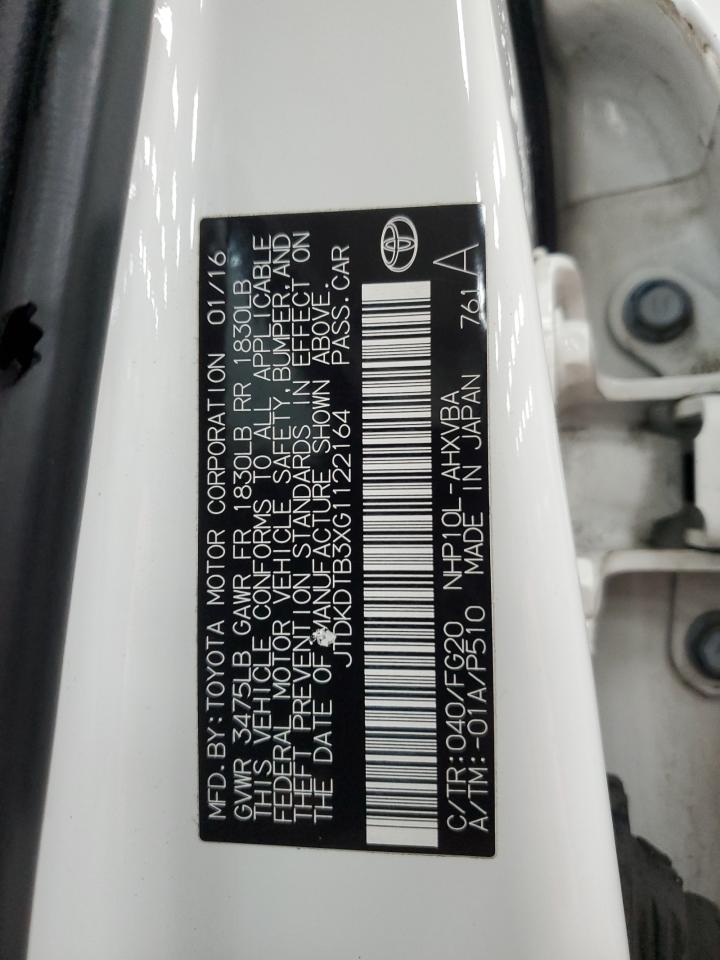 MFD.BY:TOYOTA MOTOR CORPORATION 01/16
GVWR 3475LB GAWR FR 1830LB RR 1830LB
THIS VEHICLE CONFORMS TO ALL APPLICABLE
FEDERAL MOTOR VEHICLE SAFETY,BUMPER,AND
THEFT PREVENTION STANDARDS IN EFFECT ON
THE DATE OF MANUFACTURE SHOWN ABOVE.
JTDKDTB3XG1122164 PASS.CAR
C/TR:040/FG20 NHP10L-AHXVBA
A/TM:-01A/P510 MADE IN JAPAN 761A